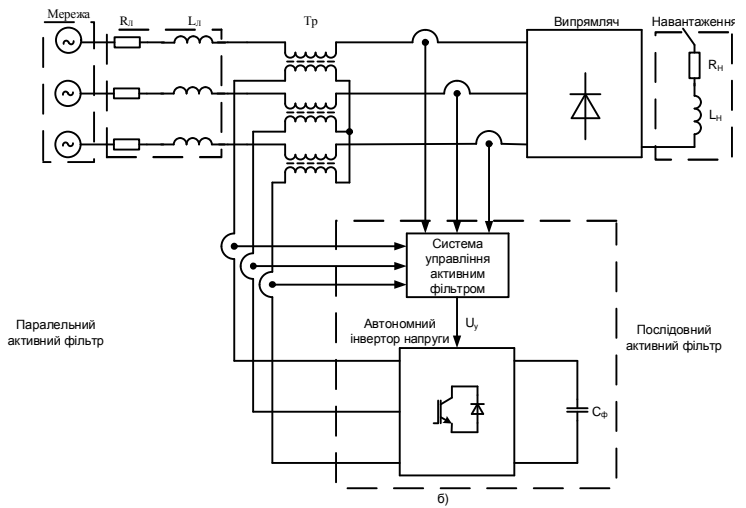 Мережа
Rл
Lл
Тр
Випрямляч
Навантаження
Rн
Lн
Система
управління
активним
фільтром
Паралельний
активний фільтр
Автономний
інвертор напруги
Uу
Послідовний
активний фільтр
Cф
б)